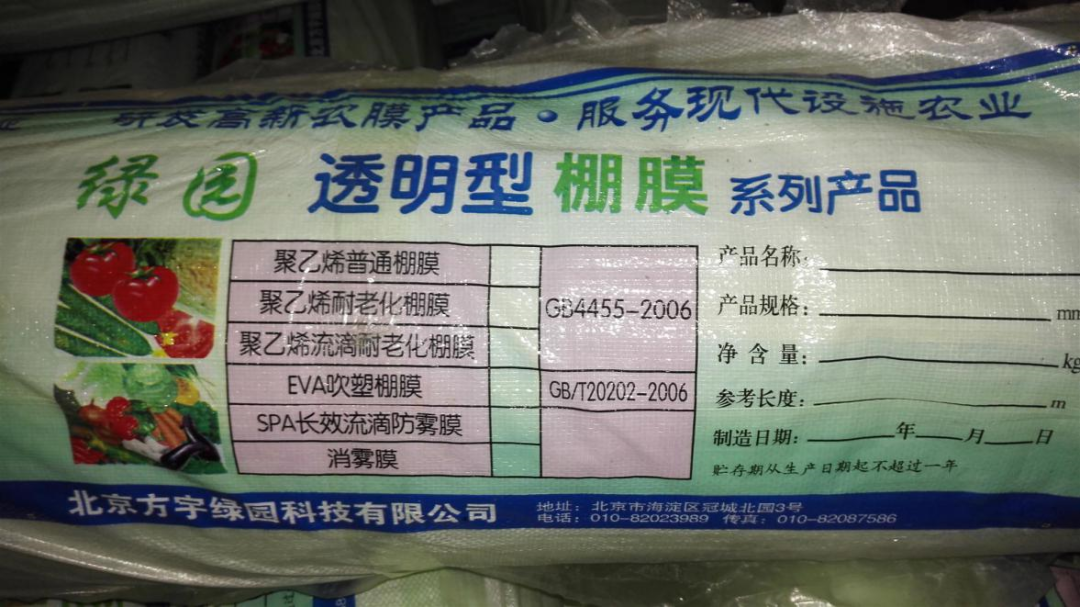 研发高新农膜产品·服务现代设施农业
绿园 透明型 棚膜 系列产品
聚乙烯普通棚膜
聚乙烯耐老化棚膜
聚乙烯流滴耐老化棚膜
EVA吹塑棚膜
SPA长效流滴防雾膜
消雾膜
GB4455-2006
GB/T20202-2006
产品名称:
产品规格: mm
净含量: kg
参考长度: m
制造日期: 年 月 日
贮存期从生产日期起不超过一年
北京方宇绿园科技有限公司
地址: 北京市海淀区冠城北园3号
电话: 010-82023989 传真: 010-82087586